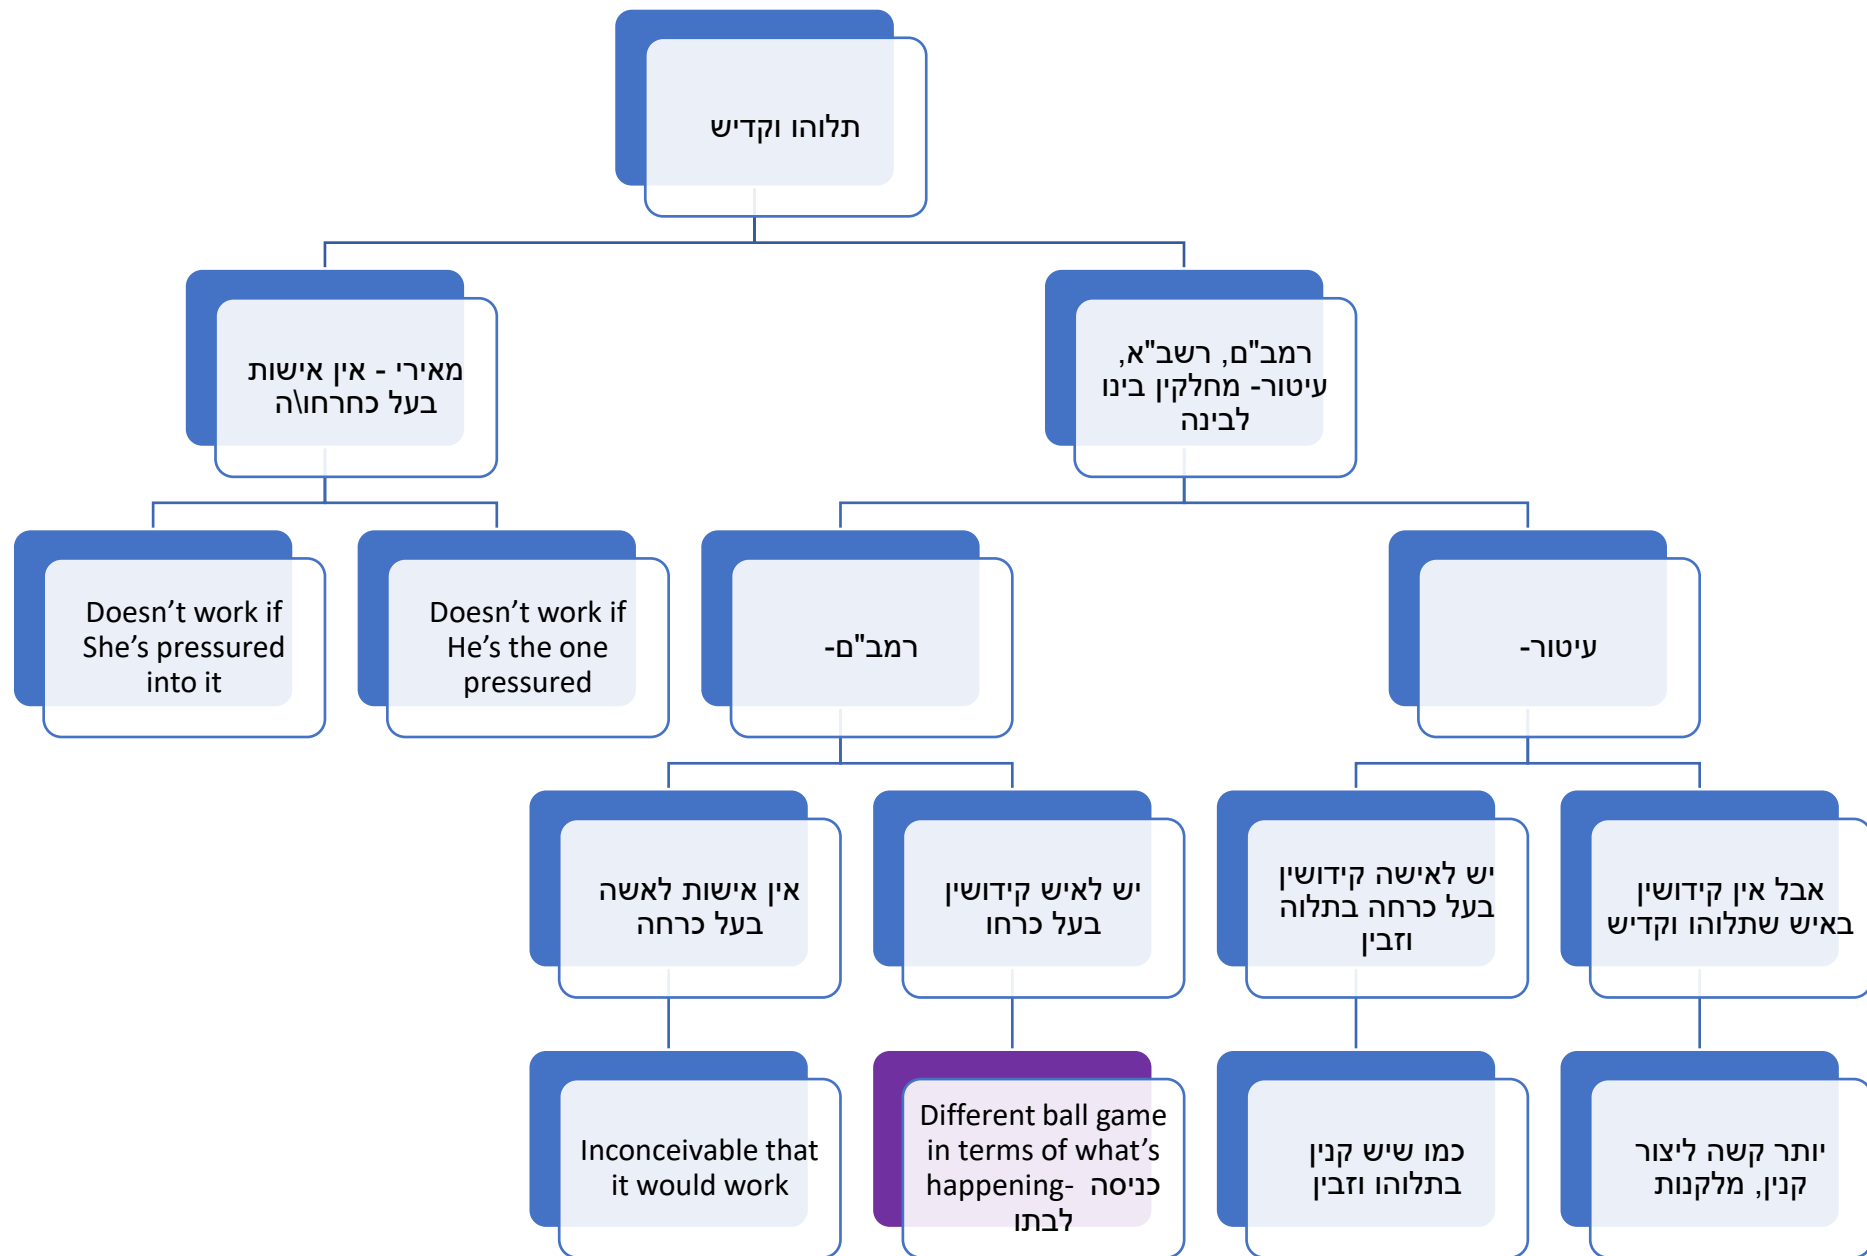 תלוהו וקדיש
מאירי - אין אישות
בעל כחרחו\ה
רמב"ם, רשב"א,
עיטור- מחלקין בינו
לבינה
Doesn't work if
She's pressured
into it
Doesn't work if
He's the one
pressured
רמב"ם-
עיטור-
אין אישות לאשה
בעל כרחה
יש לאיש קידושין
בעל כרחו
יש לאישה קידושין
בעל כרחה בתלוה
וזבין
אבל אין קידושין
באיש שתלוהו וקדיש
Inconceivable that
it would work
Different ball game
in terms of what's
happening- כניסה
לבתו
כמו שיש קנין
בתלוהו וזבין
יותר קשה ליצור
קנין, מלקנות